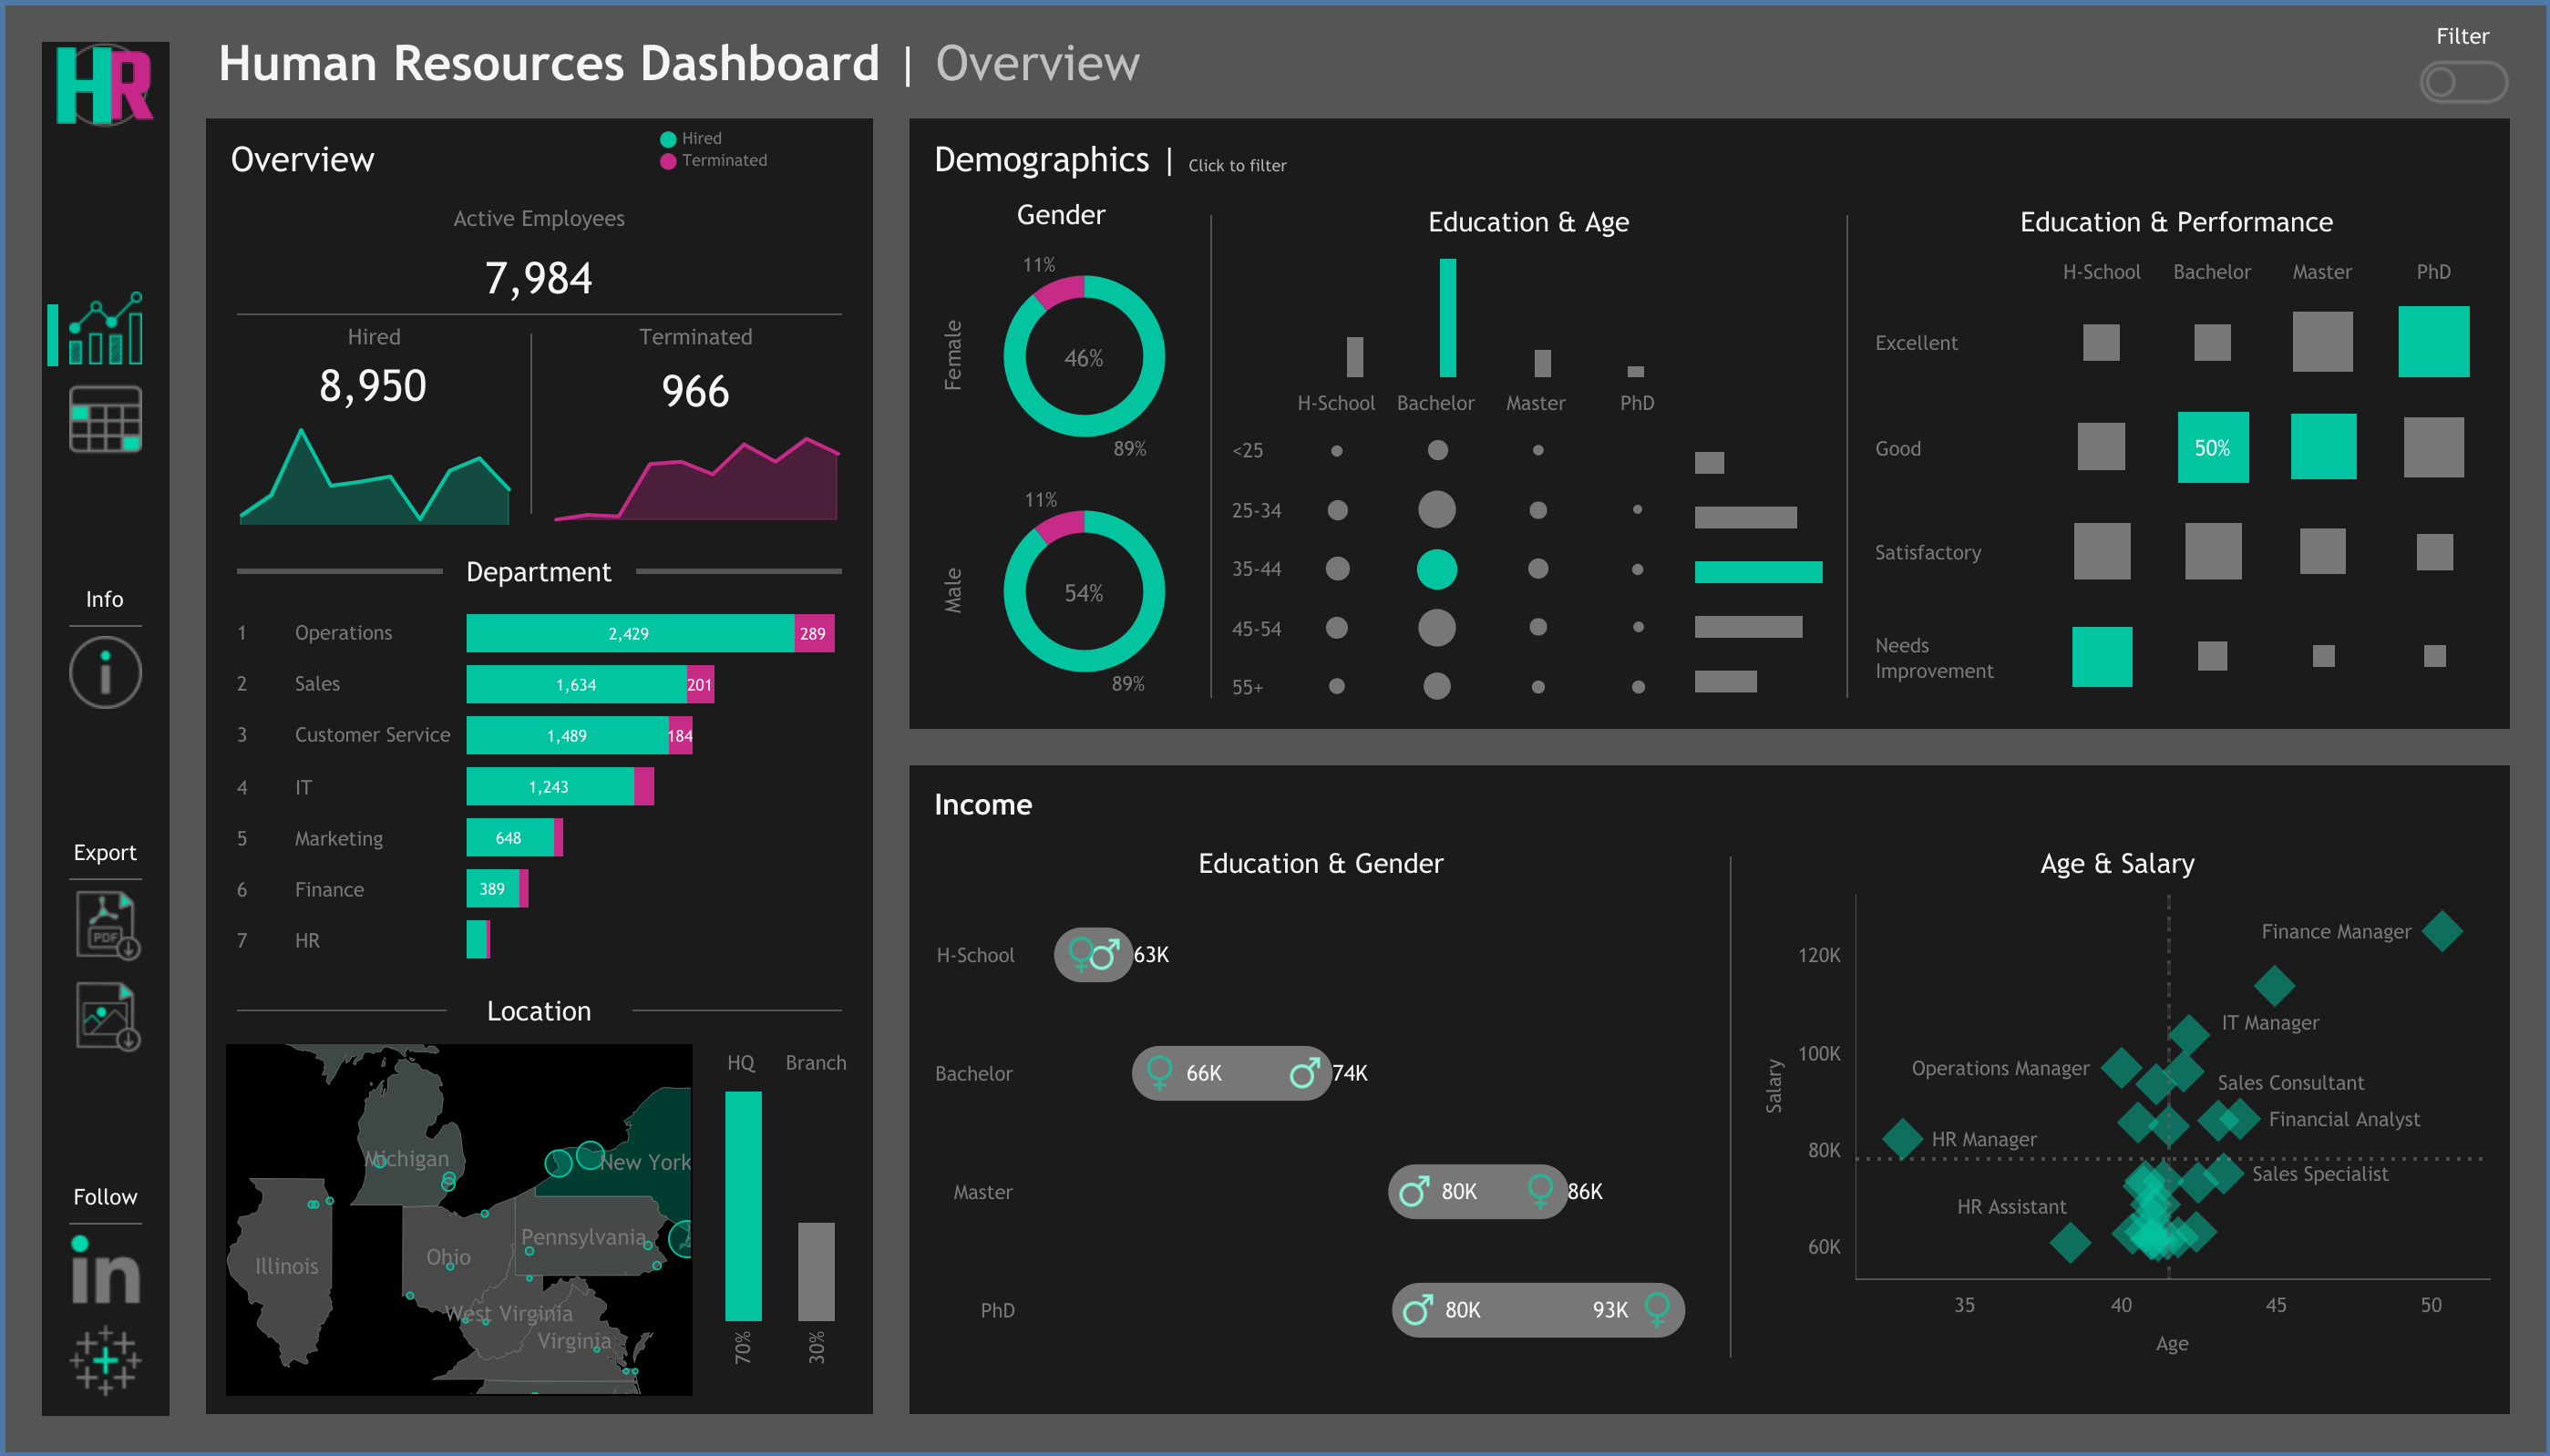 HR
Human Resources Dashboard | Overview
Filter
Info
Export
PDF
Follow
in
Overview
Hired
Terminated
Active Employees
7,984
Hired
8,950
Terminated
966
Department
1 Operations 2,429 289
2 Sales 1,634 201
3 Customer Service 1,489 184
4 IT 1,243
5 Marketing 648
6 Finance 389
7 HR
Location
Michigan
New York
Illinois
Ohio
Pennsylvania
West Virginia
Virginia
HQ Branch
70% 30%
Demographics | Click to filter
Gender
Female
11%
46%
89%
Male
11%
54%
89%
Education & Age
H-School Bachelor Master PhD
<25
25-34
35-44
45-54
55+
Education & Performance
H-School Bachelor Master PhD
Excellent
Good 50%
Satisfactory
Needs
Improvement
Income
Education & Gender
H-School 63K
Bachelor 66K 74K
Master 80K 86K
PhD 80K 93K
Age & Salary
Salary
120K
100K
80K
60K
Finance Manager
IT Manager
Operations Manager
Sales Consultant
Financial Analyst
HR Manager
Sales Specialist
HR Assistant
35 40 45 50
Age